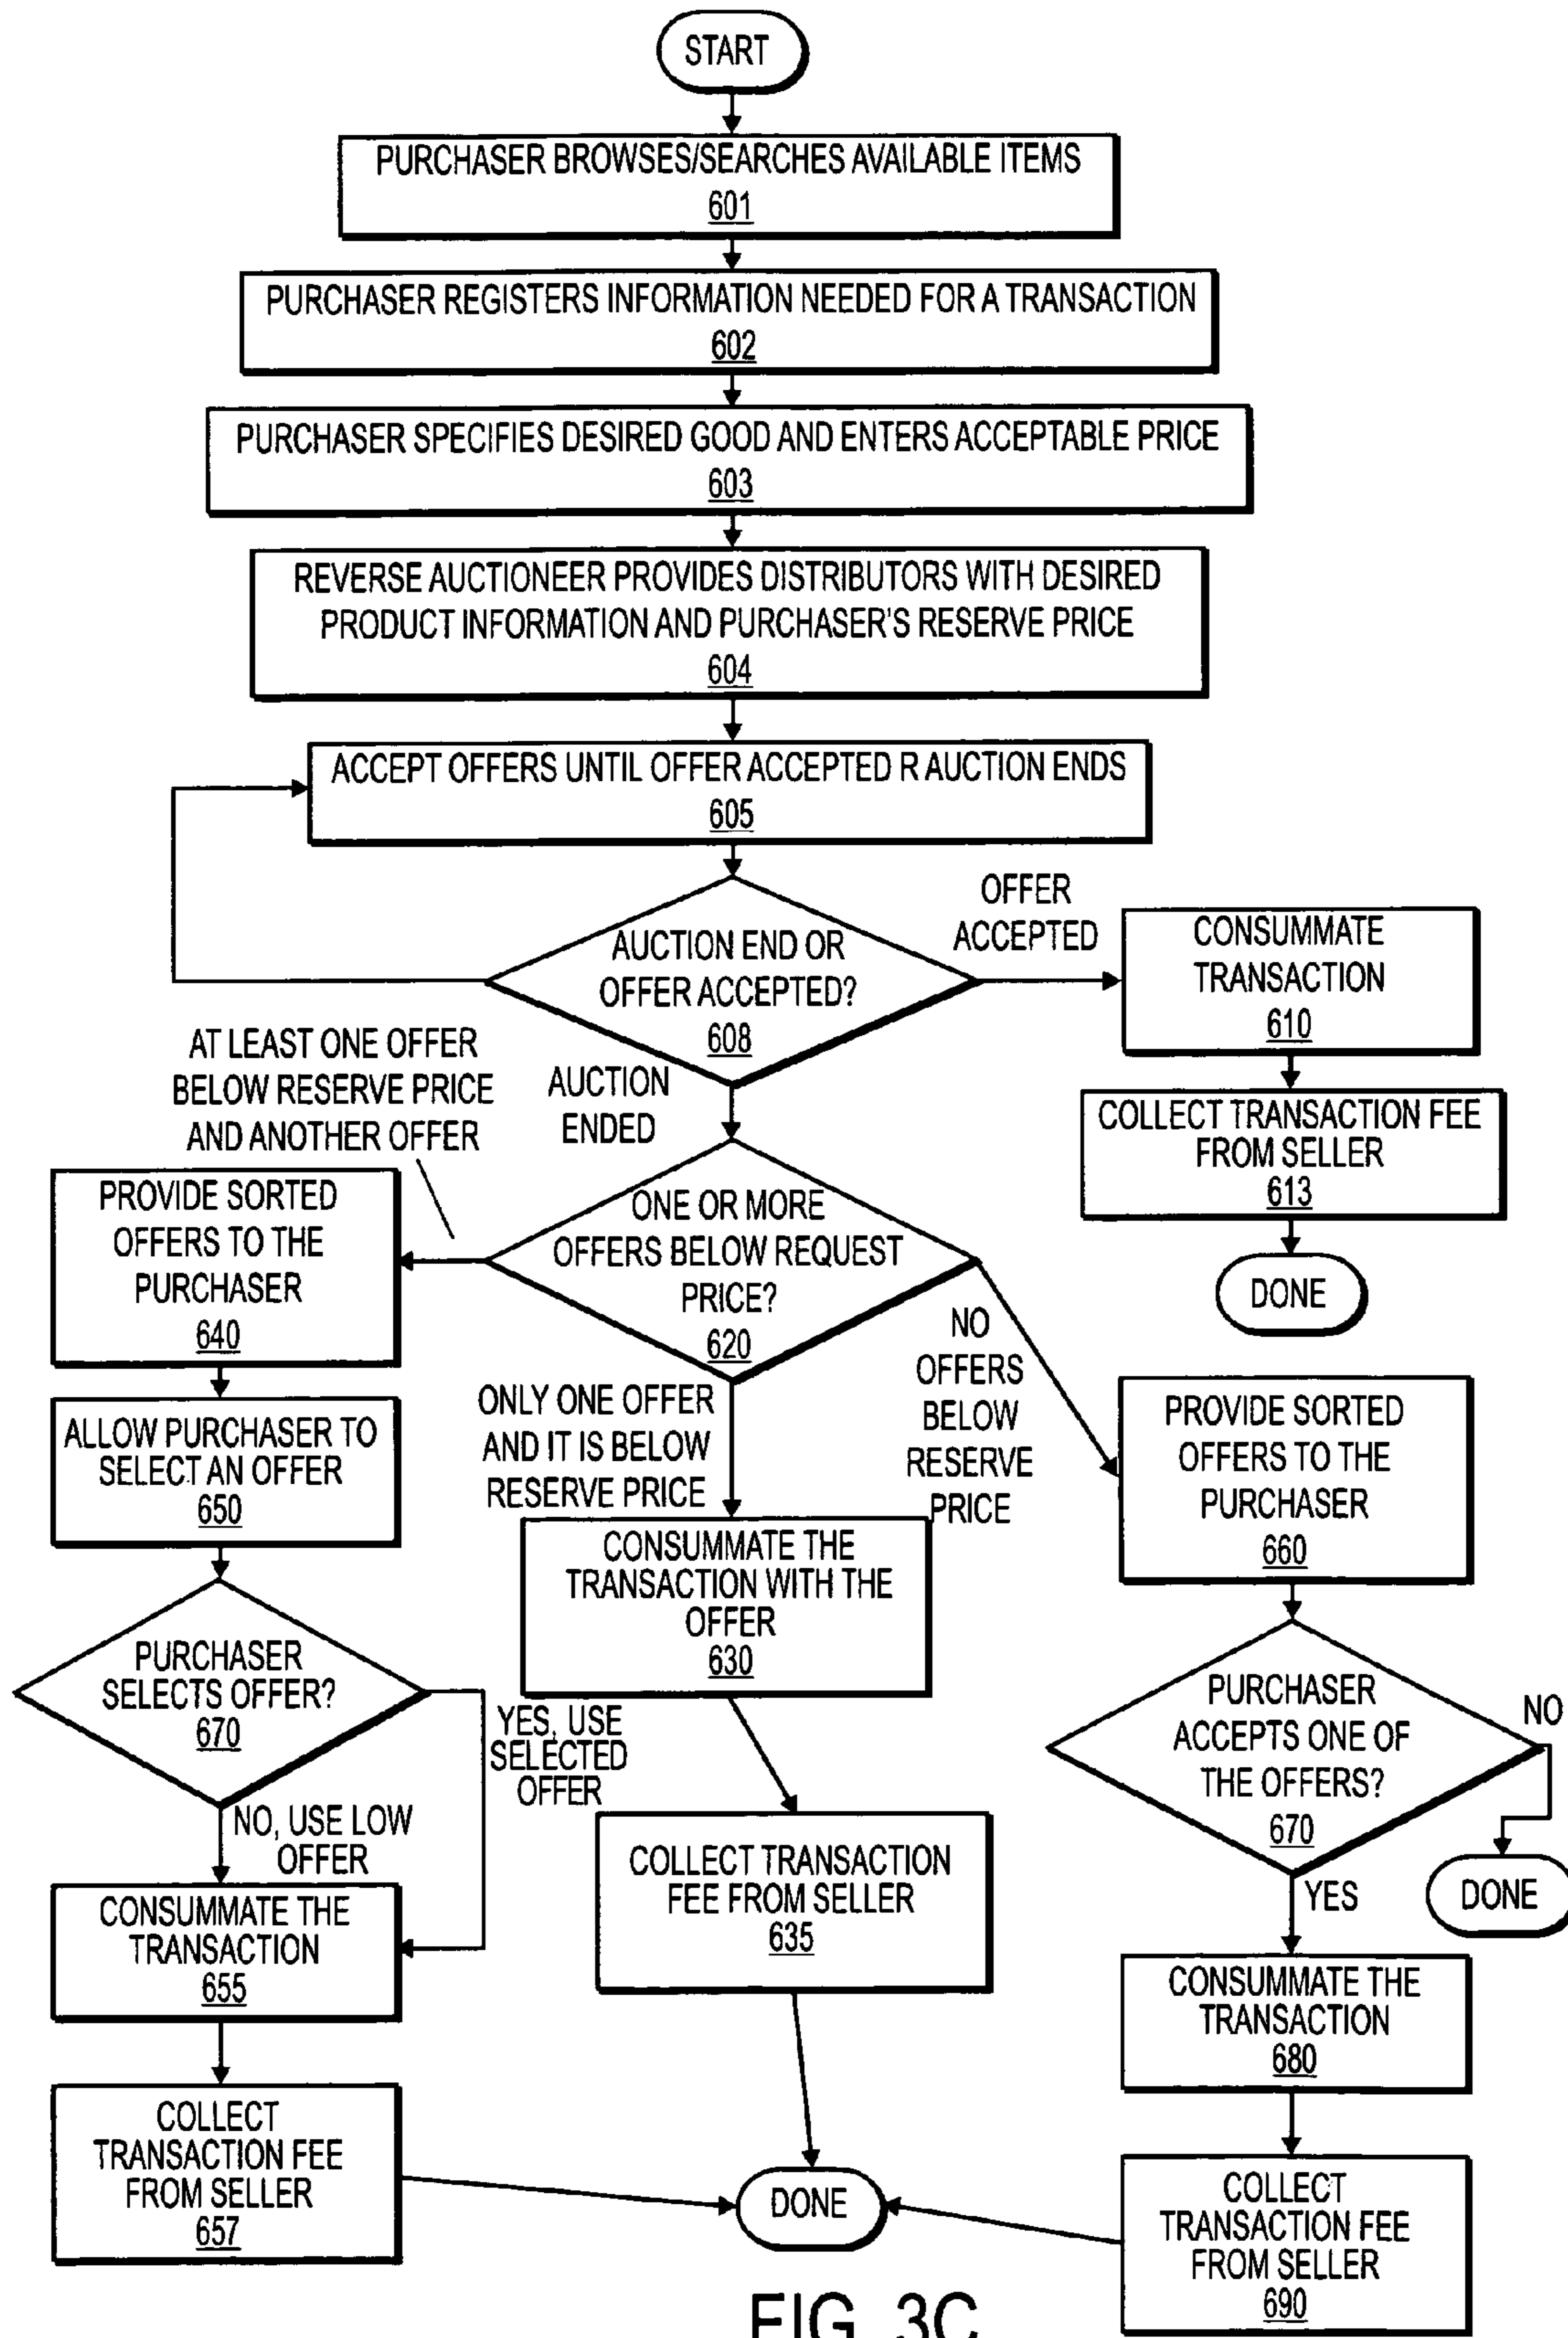 START
PURCHASER BROWSES/SEARCHES AVAILABLE ITEMS
601
PURCHASER REGISTERS INFORMATION NEEDED FOR A TRANSACTION
602
PURCHASER SPECIFIES DESIRED GOOD AND ENTERS ACCEPTABLE PRICE
603
REVERSE AUCTIONEER PROVIDES DISTRIBUTORS WITH DESIRED
PRODUCT INFORMATION AND PURCHASER'S RESERVE PRICE
604
ACCEPT OFFERS UNTIL OFFER ACCEPTED R AUCTION ENDS
605
AUCTION END OR
OFFER ACCEPTED?
608
OFFER
ACCEPTED
CONSUMMATE
TRANSACTION
610
COLLECT TRANSACTION FEE
FROM SELLER
613
DONE
AUCTION
ENDED
AT LEAST ONE OFFER
BELOW RESERVE PRICE
AND ANOTHER OFFER
ONE OR MORE
OFFERS BELOW REQUEST
PRICE?
620
PROVIDE SORTED
OFFERS TO THE
PURCHASER
640
ALLOW PURCHASER TO
SELECT AN OFFER
650
PURCHASER
SELECTS OFFER?
670
YES, USE
SELECTED
OFFER
NO, USE LOW
OFFER
CONSUMMATE THE
TRANSACTION
655
COLLECT
TRANSACTION FEE
FROM SELLER
657
ONLY ONE OFFER
AND IT IS BELOW
RESERVE PRICE
CONSUMMATE THE
TRANSACTION WITH THE
OFFER
630
COLLECT TRANSACTION
FEE FROM SELLER
635
DONE
NO
OFFERS
BELOW
RESERVE
PRICE
PROVIDE SORTED
OFFERS TO THE
PURCHASER
660
PURCHASER
ACCEPTS ONE OF
THE OFFERS?
670
NO
DONE
YES
CONSUMMATE THE
TRANSACTION
680
COLLECT
TRANSACTION FEE
FROM SELLER
690
FIG. 3C